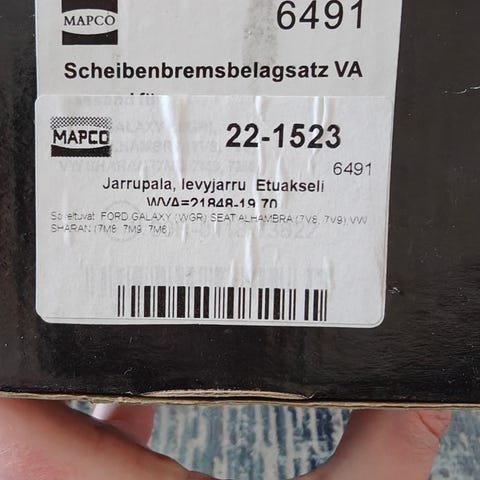 MAPCO
6491
Scheibenbremsbelagsatz VA
MAPCO
22-1523
6491
Jarrupala, levyjarru Etuakseli
WVA=21848-19,70
FORD GALAXY (WGR) SEAT ALHAMBRA (7V8, 7V9),VW
SHARAN (7M8, 7M9, 7M6)